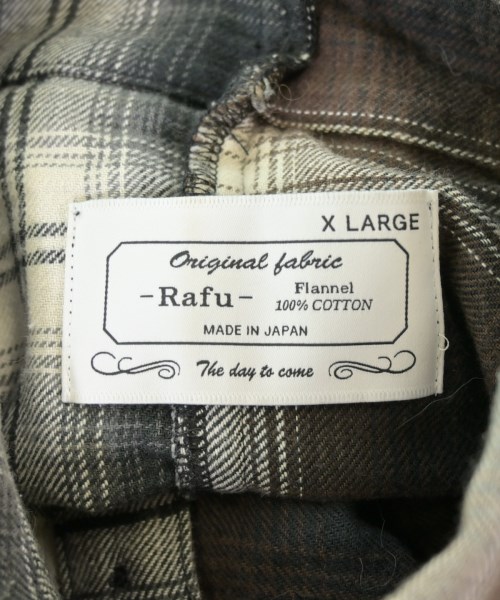 X LARGE
Original fabric
-Rafu- Flannel
100% COTTON
MADE IN JAPAN
The day to come